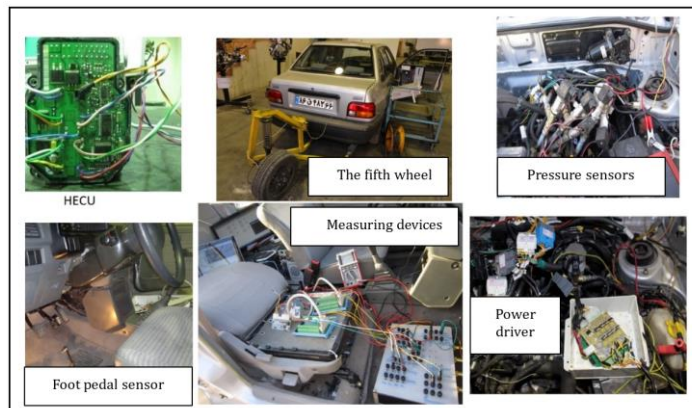 HECU
The fifth wheel
Pressure sensors
Foot pedal sensor
Measuring devices
Power
driver